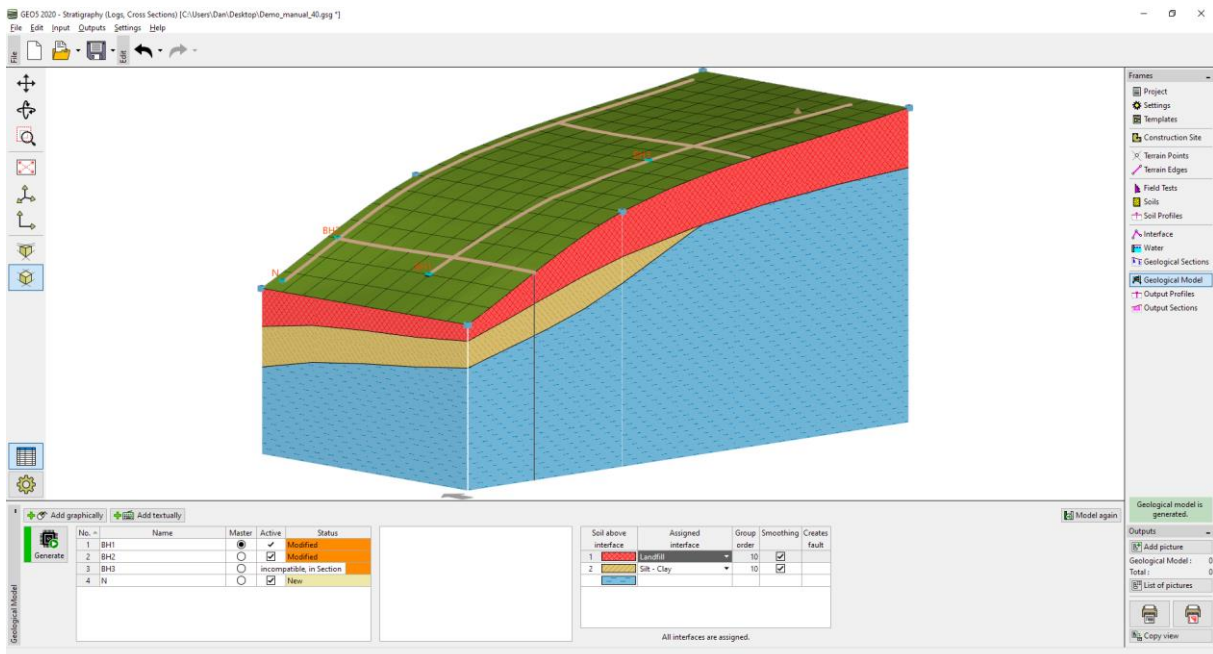 GEO5 2020 - Stratigraphy (Logs, Cross Sections) [C:\Users\Dan\Desktop\Demo_manual_40.gsg *]
File Edit Input Outputs Settings Help
File
Edit
BH2
N
Frames
Project
Settings
Templates
Construction Site
Terrain Points
Terrain Edges
Field Tests
Soils
Soil Profiles
Interface
Water
Geological Sections
Geological Model
Output Profiles
Output Sections
Geological model is
generated.
Outputs
Add picture
Geological Model : 0
Total : 0
List of pictures
Copy view
Geological Model
Add graphically Add textually
Model again
Generate
No. Name Master Active Status
1 BH1 Modified
2 BH2 Modified
3 BH3 incompatible, in Section
4 N New
Soil above Assigned Group Smoothing Creates
interface interface order fault
1 Landfill 10
2 Silt - Clay 10
All interfaces are assigned.